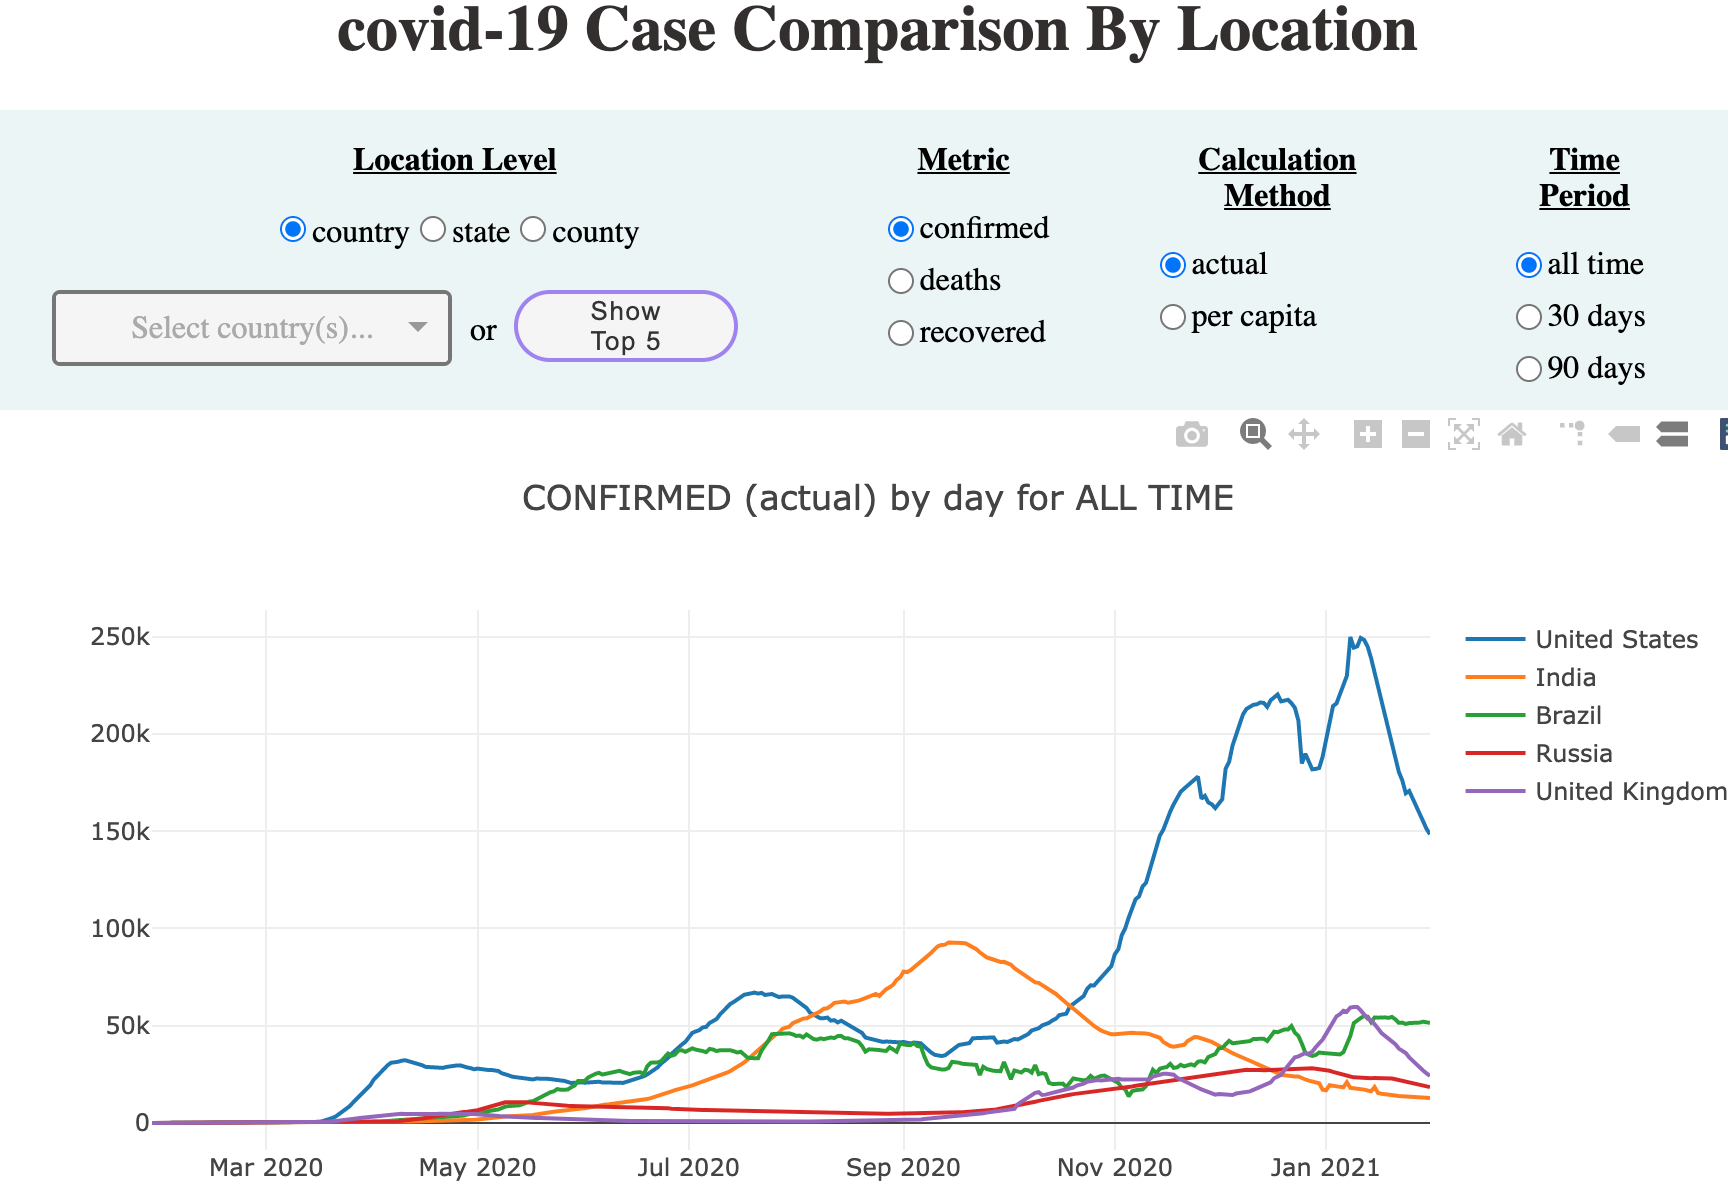 covid-19 Case Comparison By Location
Location Level
country state county
Select country(s)...
or
Show
Top 5
Metric
confirmed
deaths
recovered
Calculation
Method
actual
per capita
Time
Period
all time
30 days
90 days
CONFIRMED (actual) by day for ALL TIME
250k
200k
150k
100k
50k
0
Mar 2020
May 2020
Jul 2020
Sep 2020
Nov 2020
Jan 2021
United States
India
Brazil
Russia
United Kingdom